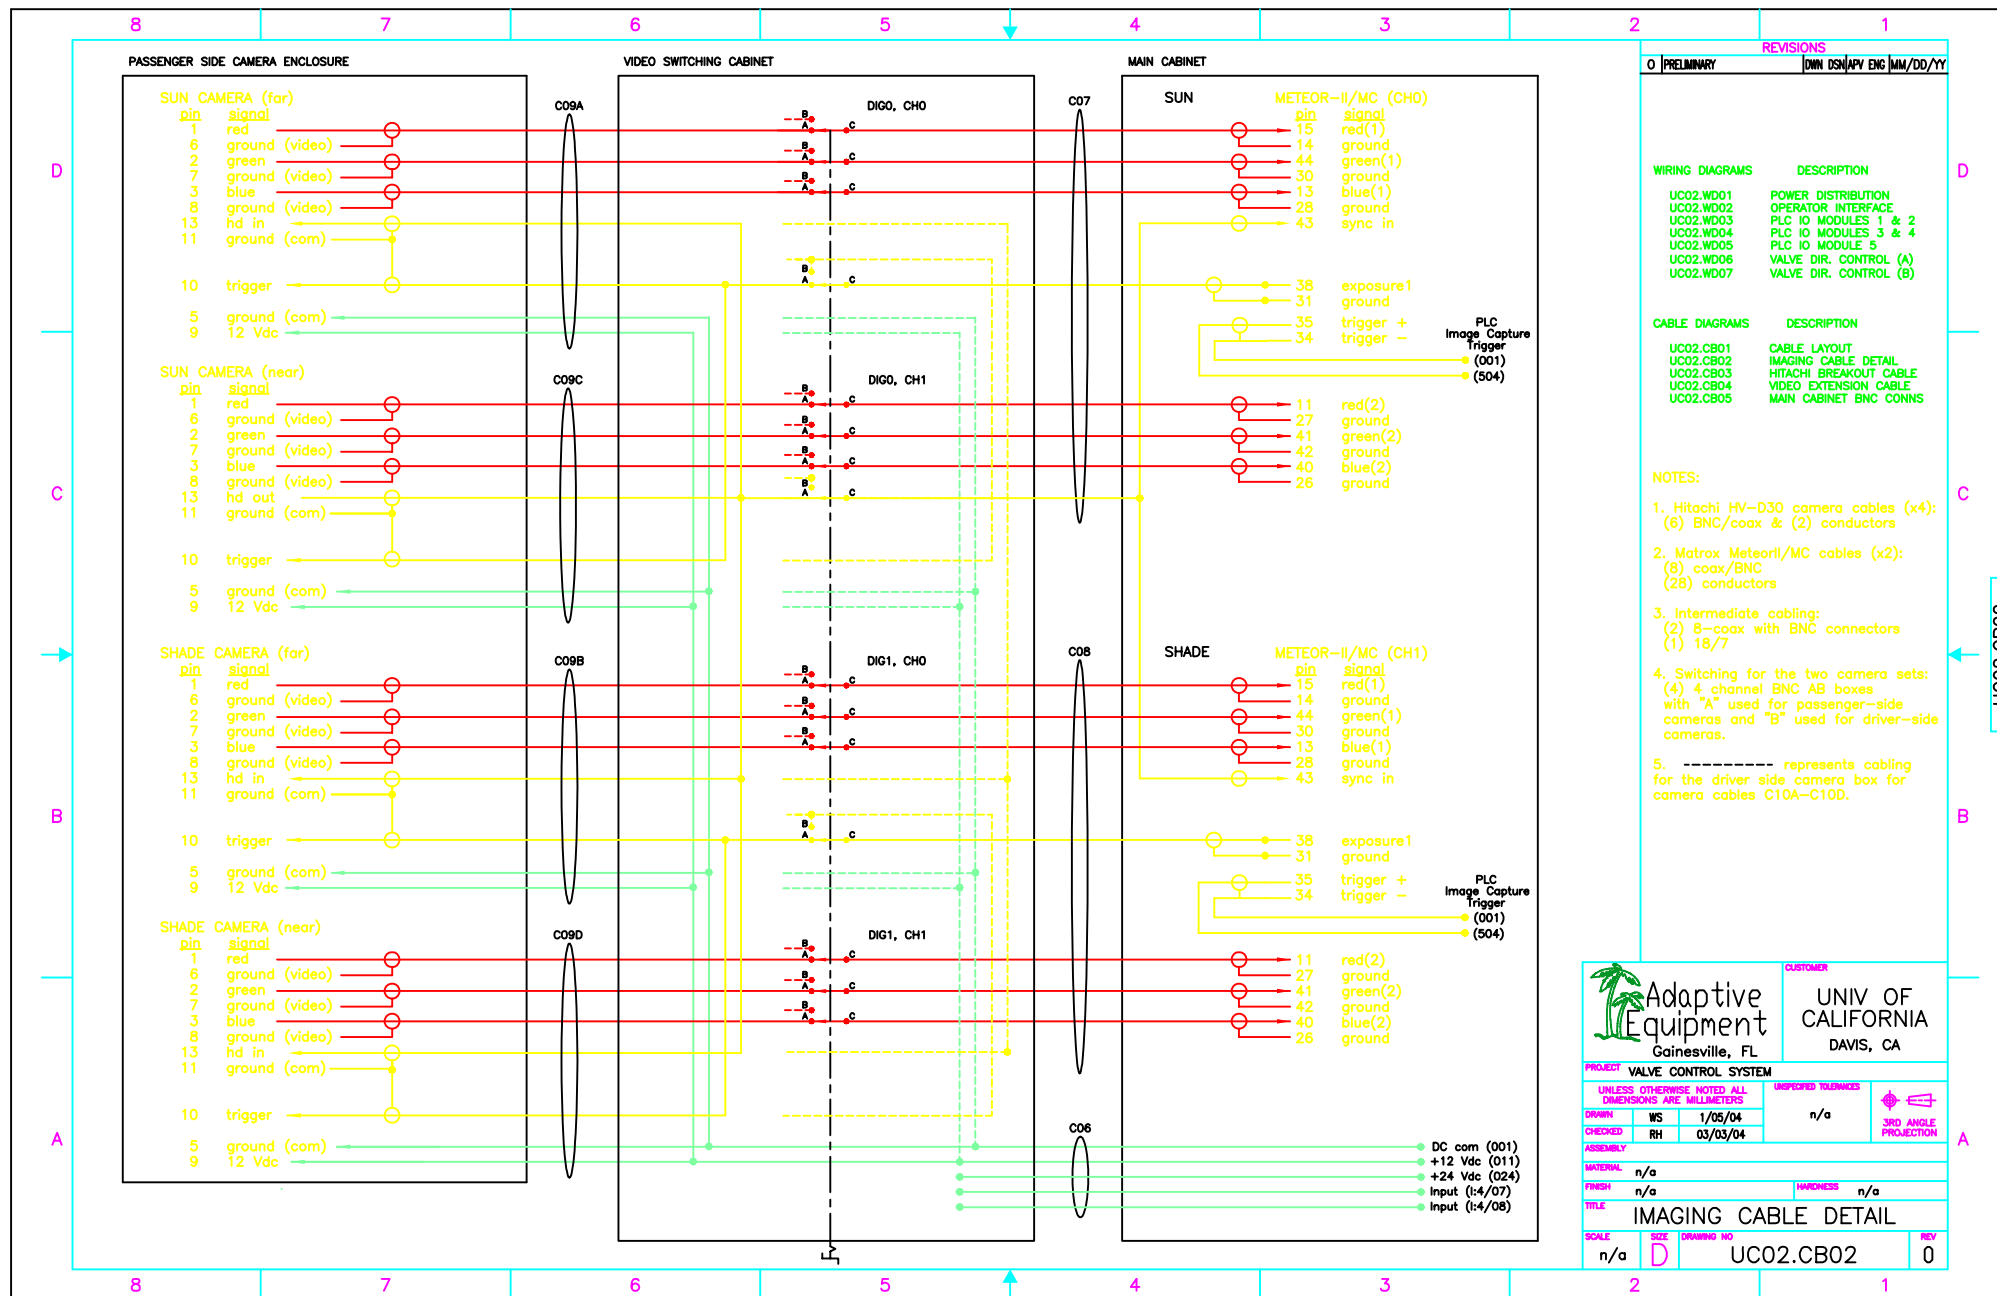 8 7 6 5 4 3 2 1
PASSENGER SIDE CAMERA ENCLOSURE
VIDEO SWITCHING CABINET
MAIN CABINET
SUN CAMERA (far)
pin signal
1 red
6 ground (video)
2 green
7 ground (video)
3 blue
8 ground (video)
13 hd in
11 ground (com)
10 trigger
5 ground (com)
9 12 Vdc
SUN CAMERA (near)
pin signal
1 red
6 ground (video)
2 green
7 ground (video)
3 blue
8 ground (video)
13 hd out
11 ground (com)
10 trigger
5 ground (com)
9 12 Vdc
SHADE CAMERA (far)
pin signal
1 red
6 ground (video)
2 green
7 ground (video)
3 blue
8 ground (video)
13 hd in
11 ground (com)
10 trigger
5 ground (com)
9 12 Vdc
SHADE CAMERA (near)
pin signal
1 red
6 ground (video)
2 green
7 ground (video)
3 blue
8 ground (video)
13 hd in
11 ground (com)
10 trigger
5 ground (com)
9 12 Vdc
C09A
C09C
C09B
C09D
DIG0, CH0
B
A C
B
A C
B
A C
B
A C
DIG0, CH1
B
A C
B
A C
B
A C
B
A C
DIG1, CH0
B
A C
B
A C
B
A C
B
A C
DIG1, CH1
B
A C
B
A C
B
A C
C07
C08
C06
SUN
METEOR-II/MC (CH0)
pin signal
15 red(1)
14 ground
44 green(1)
30 ground
13 blue(1)
28 ground
43 sync in
38 exposure1
31 ground
35 trigger +
34 trigger -
PLC
Image Capture
Trigger
(001)
(504)
11 red(2)
27 ground
41 green(2)
42 ground
40 blue(2)
26 ground
SHADE
METEOR-II/MC (CH1)
pin signal
15 red(1)
14 ground
44 green(1)
30 ground
13 blue(1)
28 ground
43 sync in
38 exposure1
31 ground
35 trigger +
34 trigger -
PLC
Image Capture
Trigger
(001)
(504)
11 red(2)
27 ground
41 green(2)
42 ground
40 blue(2)
26 ground
DC com (001)
+12 Vdc (011)
+24 Vdc (024)
Input (I:4/07)
Input (I:4/08)
REVISIONS
0 PRELIMINARY DWN DSN APV ENG MM/DD/YY
WIRING DIAGRAMS DESCRIPTION
UC02.WD01 POWER DISTRIBUTION
UC02.WD02 OPERATOR INTERFACE
UC02.WD03 PLC IO MODULES 1 & 2
UC02.WD04 PLC IO MODULES 3 & 4
UC02.WD05 PLC IO MODULE 5
UC02.WD06 VALVE DIR. CONTROL (A)
UC02.WD07 VALVE DIR. CONTROL (B)
CABLE DIAGRAMS DESCRIPTION
UC02.CB01 CABLE LAYOUT
UC02.CB02 IMAGING CABLE DETAIL
UC02.CB03 HITACHI BREAKOUT CABLE
UC02.CB04 VIDEO EXTENSION CABLE
UC02.CB05 MAIN CABINET BNC CONNS
NOTES:
1. Hitachi HV-D30 camera cables (x4):
(6) BNC/coax & (2) conductors
2. Matrox MeteorII/MC cables (x2):
(8) coax/BNC
(28) conductors
3. Intermediate cabling:
(2) 8-coax with BNC connectors
(1) 18/7
4. Switching for the two camera sets:
(4) 4 channel BNC AB boxes
with "A" used for passenger-side
cameras and "B" used for driver-side
cameras.
5. --------- represents cabling
for the driver side camera box for
camera cables C10A-C10D.
Adaptive
Equipment
Gainesville, FL
CUSTOMER
UNIV OF
CALIFORNIA
DAVIS, CA
PROJECT VALVE CONTROL SYSTEM
UNLESS OTHERWISE NOTED ALL
DIMENSIONS ARE MILLIMETERS
UNSPECIFIED TOLERANCES
n/a
3RD ANGLE
PROJECTION
DRAWN WS 1/05/04
CHECKED RH 03/03/04
ASSEMBLY
MATERIAL n/a
FINISH n/a HARDNESS n/a
TITLE IMAGING CABLE DETAIL
SCALE n/a SIZE D DRAWING NO UC02.CB02 REV 0
D D
C C
B B
A A
8 7 6 5 4 3 2 1